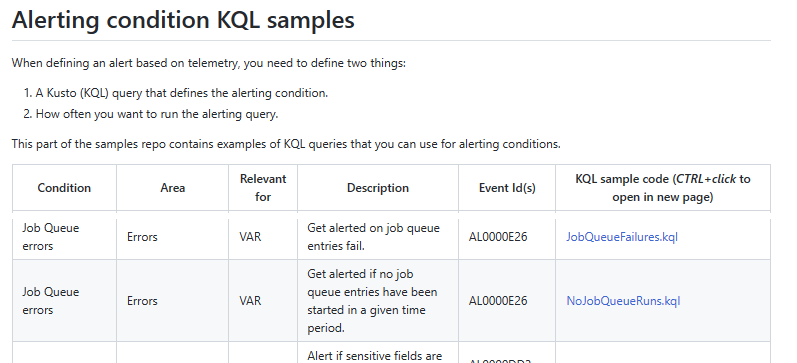 Alerting condition KQL samples
When defining an alert based on telemetry, you need to define two things:
1. A Kusto (KQL) query that defines the alerting condition.
2. How often you want to run the alerting query.
This part of the samples repo contains examples of KQL queries that you can use for alerting conditions.
Condition
Area
Relevant
for
Description
Event Id(s)
KQL sample code (CTRL+click to
open in new page)
Job Queue
errors
Errors
VAR
Get alerted on job queue
entries fail.
AL0000E26
JobQueueFailures.kql
Job Queue
errors
Errors
VAR
Get alerted if no job
queue entries have been
started in a given time
period.
AL0000E26
NoJobQueueRuns.kql
Alert if sensitive fields are